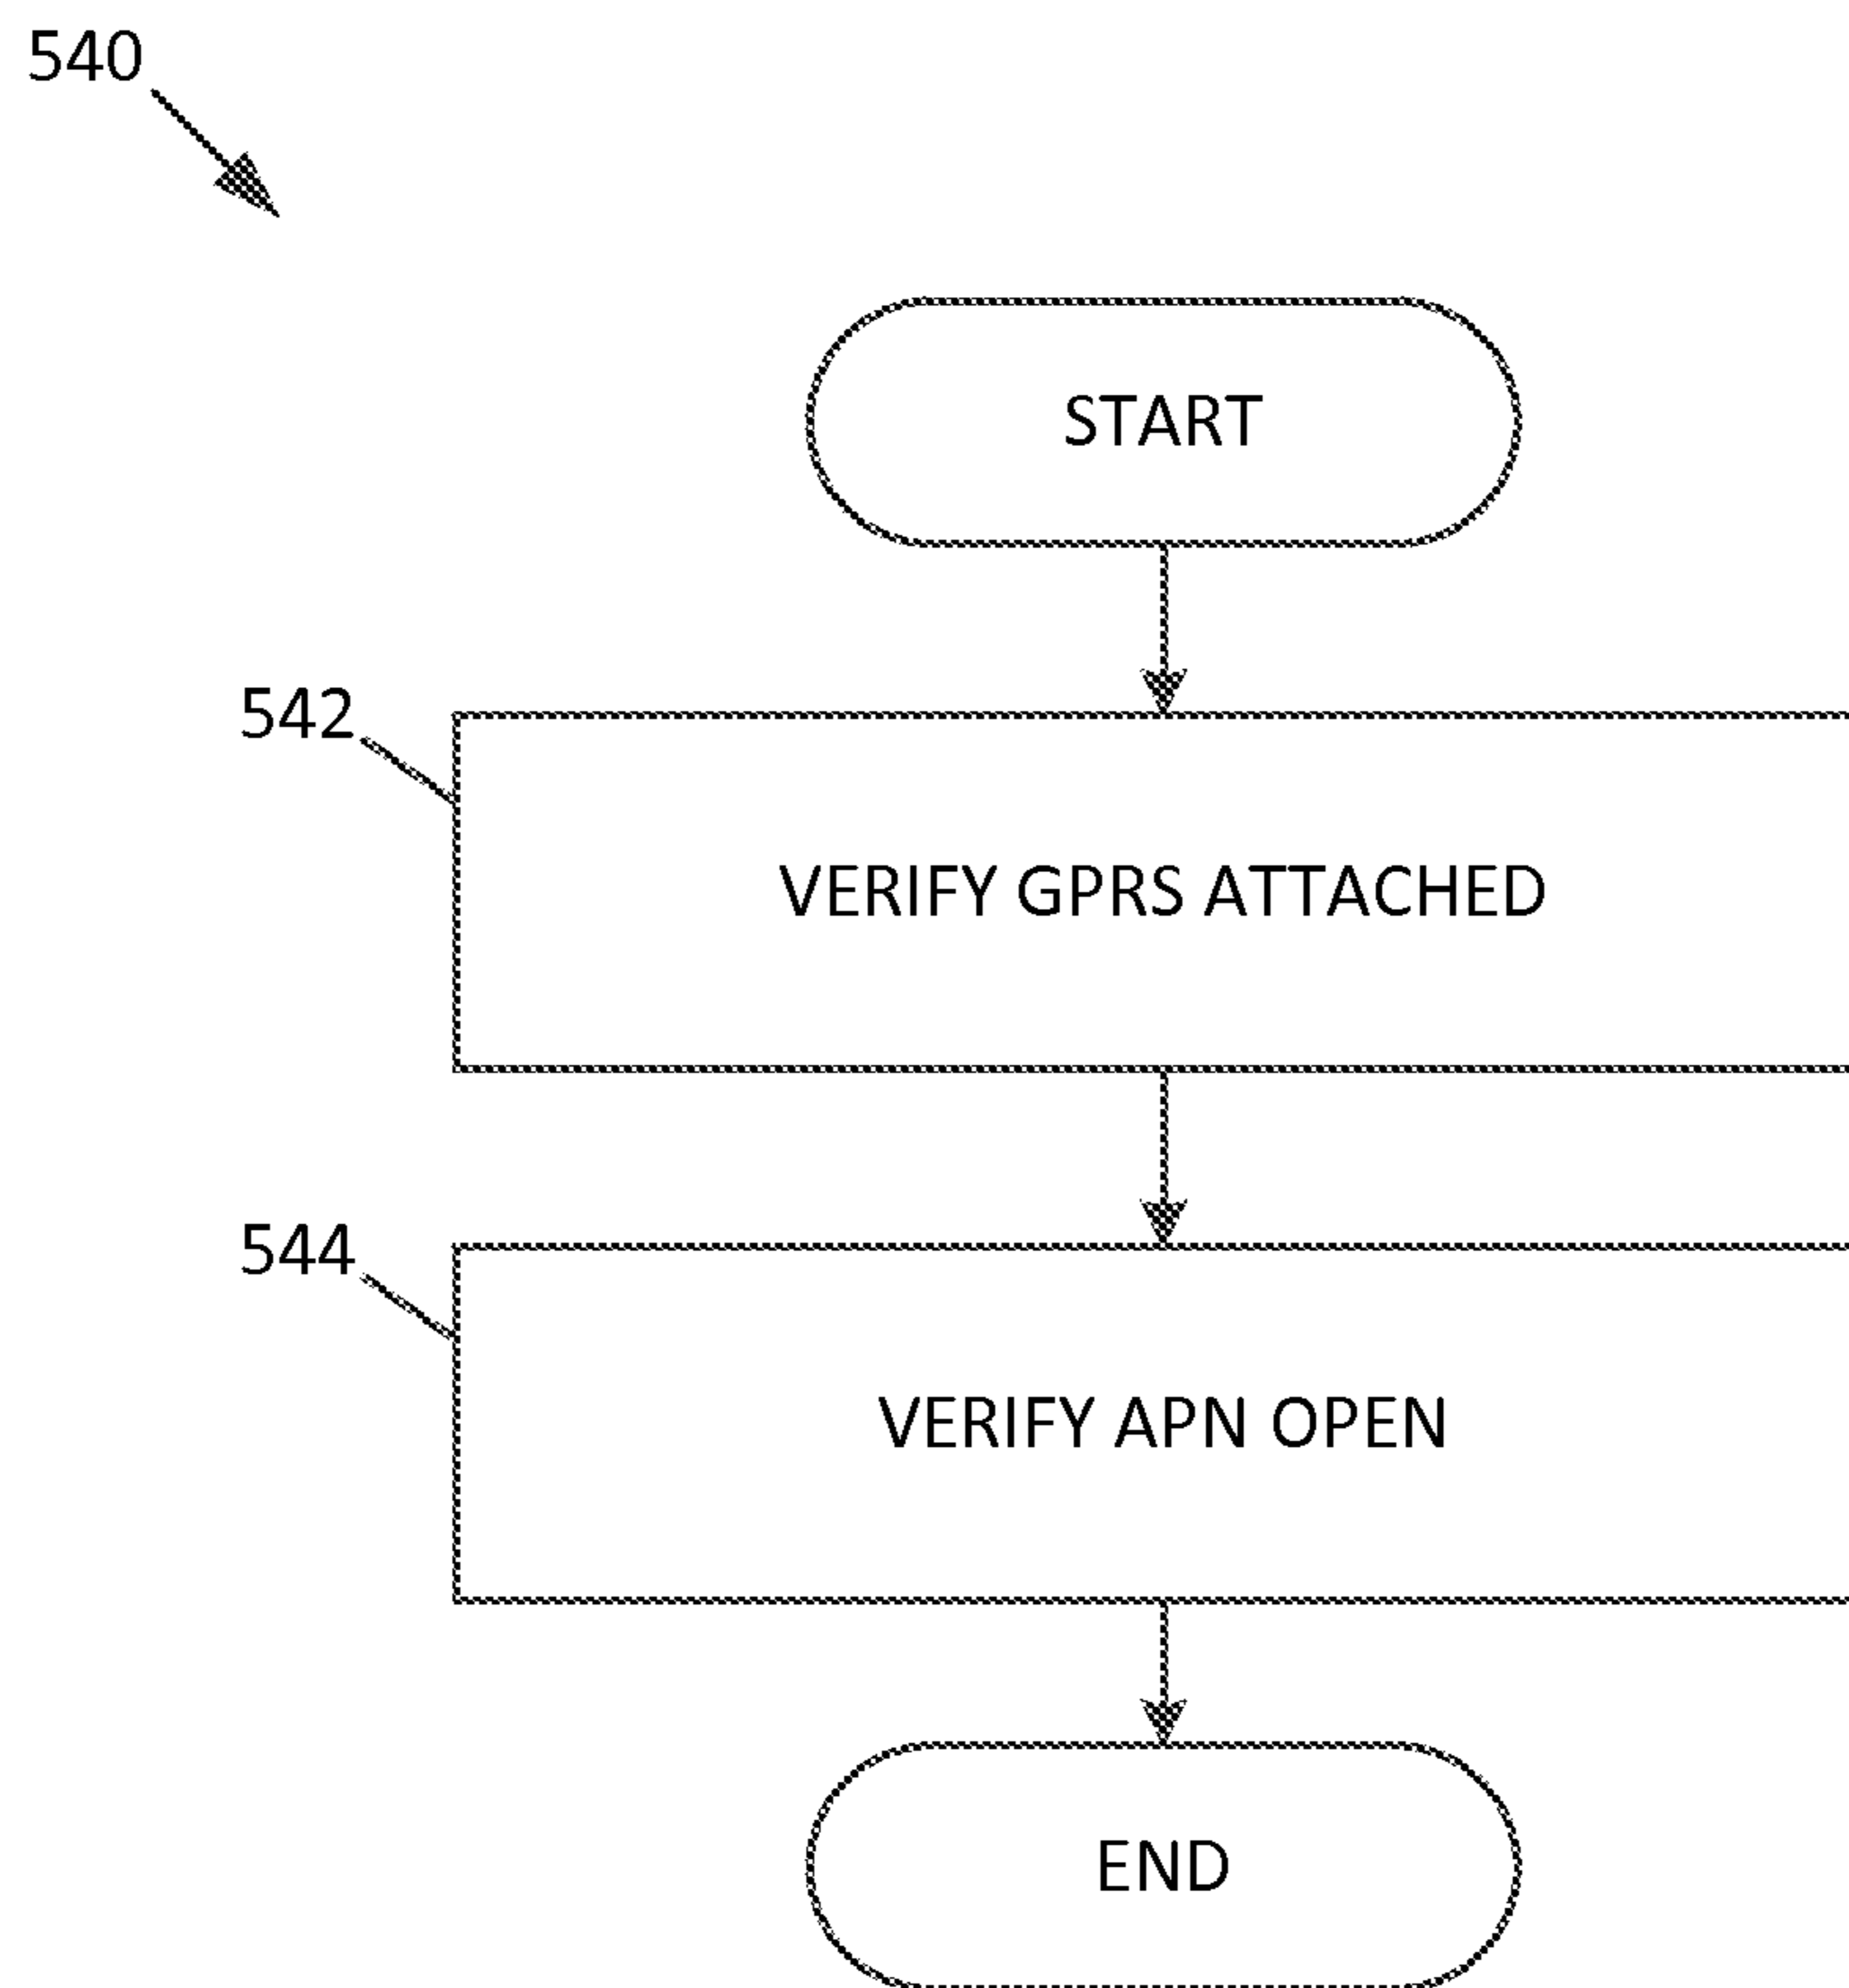 540
START
542
VERIFY GPRS ATTACHED
544
VERIFY APN OPEN
END